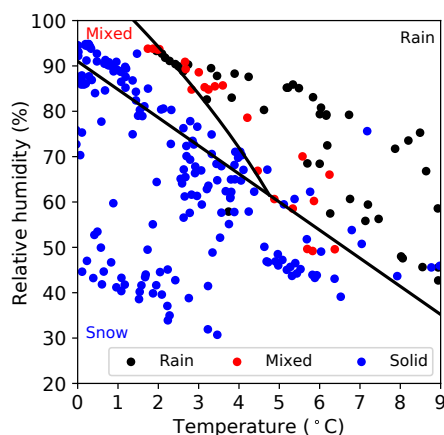 100
90
80
70
60
50
40
30
20
Relative humidity (%)
Mixed
Rain
Snow
Rain Mixed Solid
0 1 2 3 4 5 6 7 8 9
Temperature (°C)